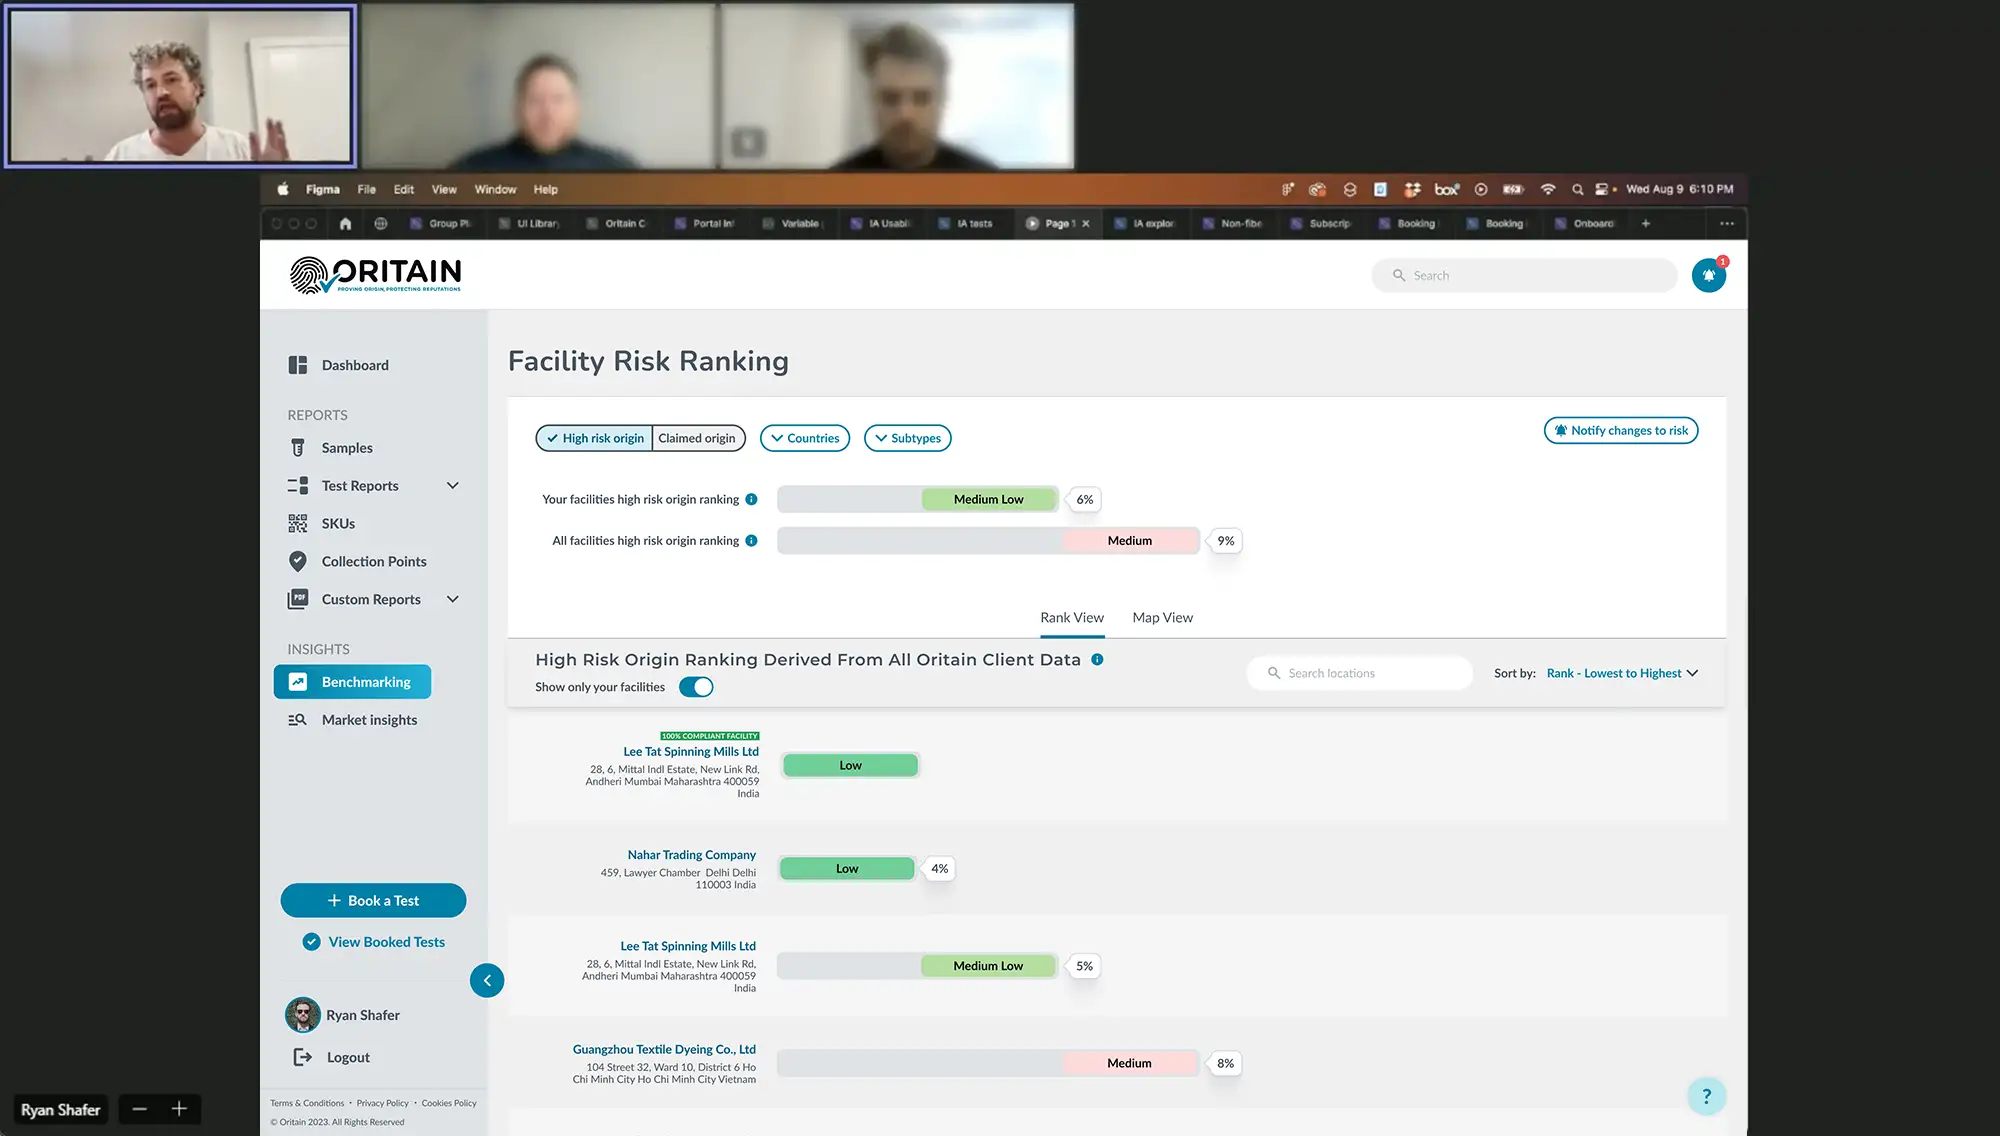 Figma File Edit View Window Help
box Wed Aug 9 6:10 PM
Group Pl UI Library Oritain C Portal Int Variable IA Usabil IA tests Page 1 IA explor Non-fibe Subscrip Booking Booking Onboard
ORITAIN
PROVING ORIGIN, PROTECTING REPUTATIONS
Search
1
Dashboard
REPORTS
Samples
Test Reports
SKUs
Collection Points
PDF
Custom Reports
INSIGHTS
Benchmarking
Market insights
+ Book a Test
View Booked Tests
Ryan Shafer
Logout
Terms & Conditions • Privacy Policy • Cookies Policy
© Oritain 2023. All Rights Reserved
Facility Risk Ranking
High risk origin Claimed origin Countries Subtypes
Notify changes to risk
Your facilities high risk origin ranking Medium Low 6%
All facilities high risk origin ranking Medium 9%
Rank View Map View
High Risk Origin Ranking Derived From All Oritain Client Data
Show only your facilities
Search locations
Sort by: Rank - Lowest to Highest
100% COMPLIANT FACILITY
Lee Tat Spinning Mills Ltd
28, 6, Mittal Indl Estate, New Link Rd,
Andheri Mumbai Maharashtra 400059
India
Low
Nahar Trading Company
459, Lawyer Chamber Delhi Delhi
110003 India
Low 4%
Lee Tat Spinning Mills Ltd
28, 6, Mittal Indl Estate, New Link Rd,
Andheri Mumbai Maharashtra 400059
India
Medium Low 5%
Guangzhou Textile Dyeing Co., Ltd
104 Street 32, Ward 10, District 6 Ho
Chi Minh City Ho Chi Minh City Vietnam
Medium 8%
?
Ryan Shafer